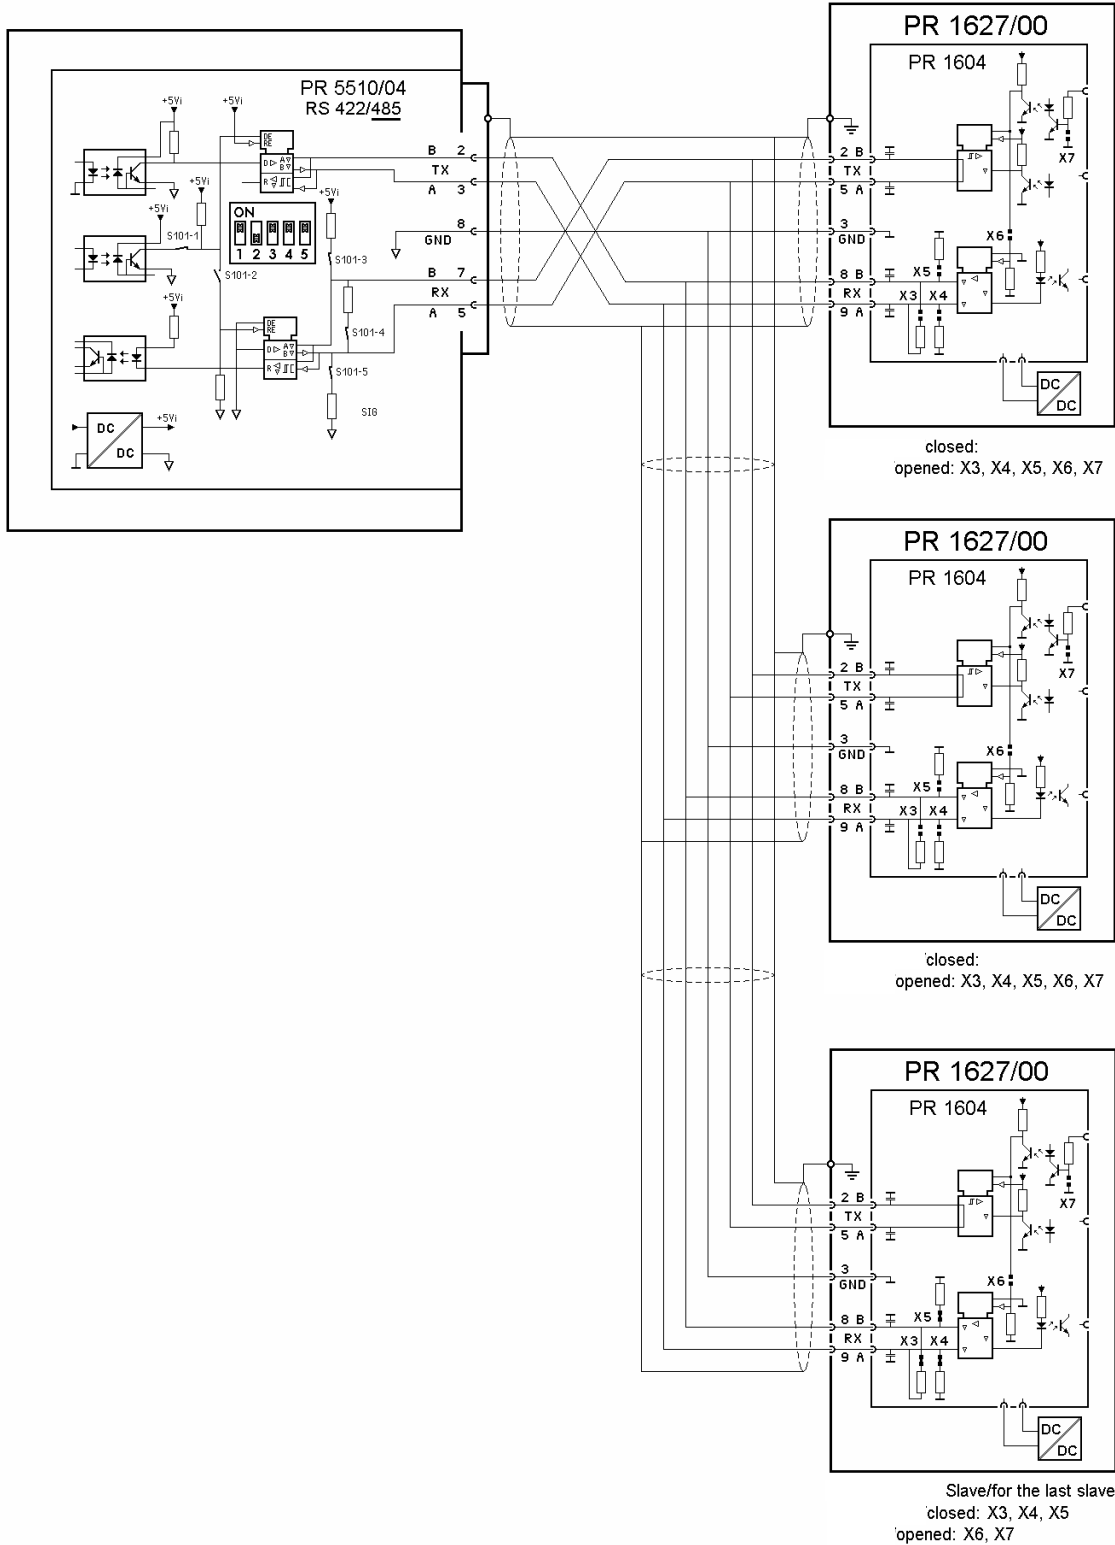 PR 5510/04
RS 422/485
+5Vi
+5Vi
DE
RE
D A
B
R
+5Vi
+5Vi
+5Vi
S101-1
ON
1 2 3 4 5
S101-2
S101-3
+5Vi
DE
RE
D A
B
R
S101-4
S101-5
SIG
DC
DC
+5Vi
B 2
TX
A 3
8
GND
B 7
RX
A 5
PR 1627/00
PR 1604
X7
2 B
TX
5 A
3
GND
X6
8 B
X5
RX
X3 X4
9 A
DC
DC
closed:
opened: X3, X4, X5, X6, X7
PR 1627/00
PR 1604
X7
2 B
TX
5 A
3
GND
X6
8 B
X5
RX
X3 X4
9 A
DC
DC
closed:
opened: X3, X4, X5, X6, X7
PR 1627/00
PR 1604
X7
2 B
TX
5 A
3
GND
X6
8 B
X5
RX
X3 X4
9 A
DC
DC
Slave/for the last slave
closed: X3, X4, X5
opened: X6, X7